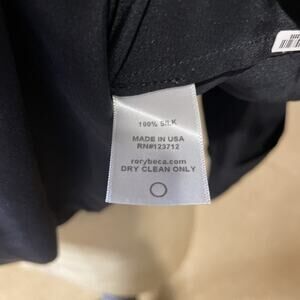 100% SILK
MADE IN USA
RN#123712
rorybeca.com
DRY CLEAN ONLY